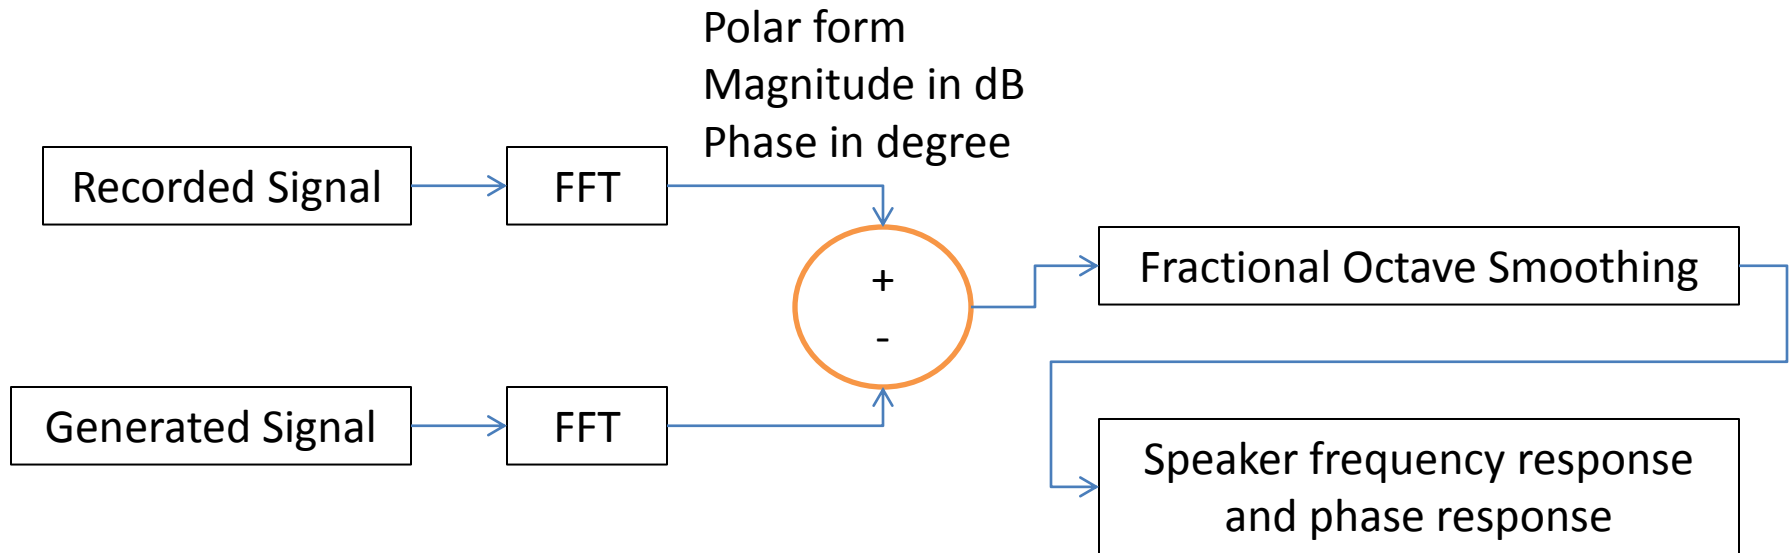 Polar form
Magnitude in dB
Phase in degree
Recorded Signal
FFT
+
-
Fractional Octave Smoothing
Generated Signal
FFT
Speaker frequency response
and phase response